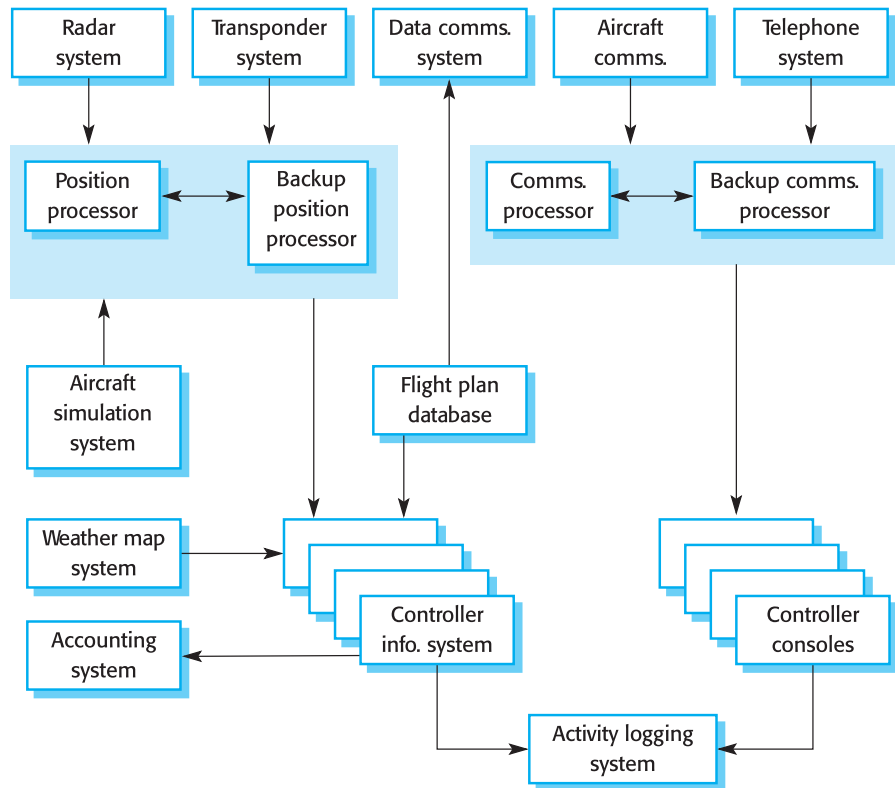 Radar
system
Transponder
system
Data comms.
system
Aircraft
comms.
Telephone
system
Position
processor
Backup
position
processor
Comms.
processor
Backup comms.
processor
Aircraft
simulation
system
Flight plan
database
Weather map
system
Controller
info. system
Controller
consoles
Accounting
system
Activity logging
system